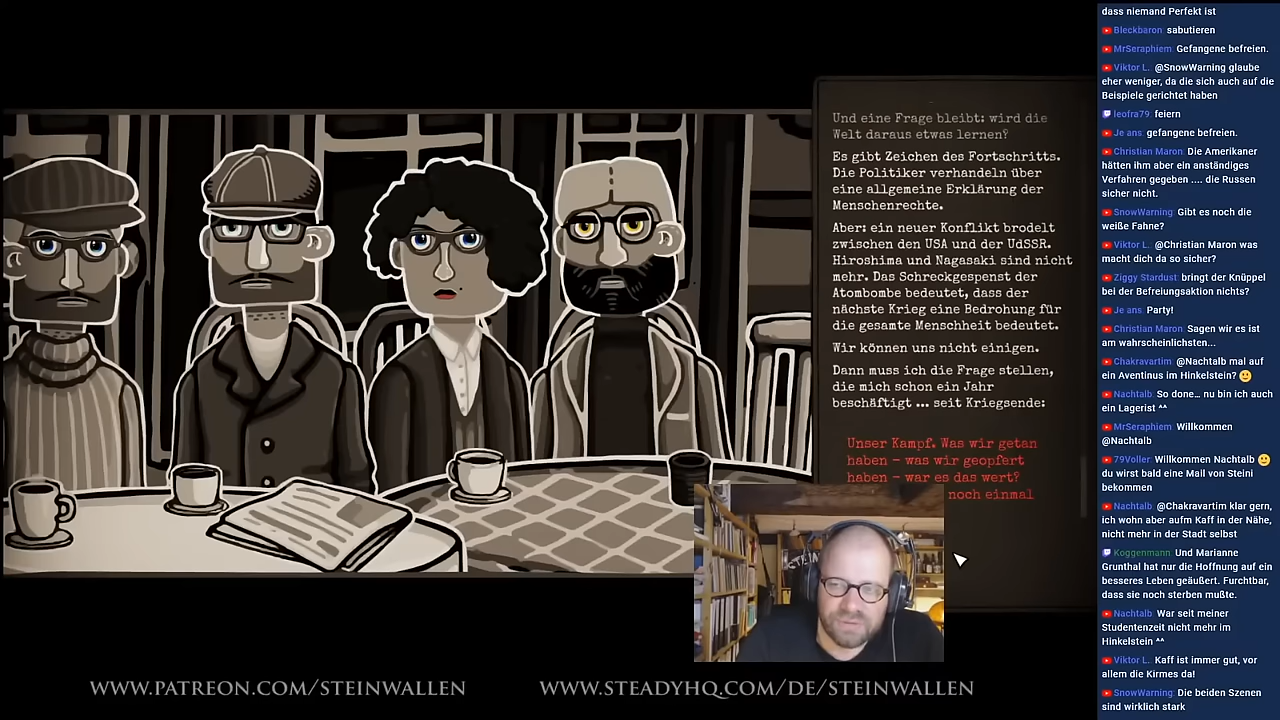 Und eine Frage bleibt: wird die
Welt daraus etwas lernen?
Es gibt Zeichen des Fortschritts.
Die Politiker verhandeln über
eine allgemeine Erklärung der
Menschenrechte.
Aber: ein neuer Konflikt brodelt
zwischen den USA und der UdSSR.
Hiroshima und Nagasaki sind nicht
mehr. Das Schreckgespenst der
Atombombe bedeutet, dass der
nächste Krieg eine Bedrohung für
die gesamte Menschheit bedeutet.
Wir können uns nicht einigen.
Dann muss ich die Frage stellen,
die mich schon ein Jahr
beschäftigt ... seit Kriegsende:
Unser Kampf. Was wir getan
haben – was wir geopfert
haben – war es das wert?
noch einmal
WWW.PATREON.COM/STEINWALLEN
WWW.STEADYHQ.COM/DE/STEINWALLEN
dass niemand Perfekt ist
Bleckbaron sabutieren
MrSeraphiem Gefangene befreien.
Viktor L. @SnowWarning glaube
eher weniger, da die sich auch auf die
Beispiele gerichtet haben
leofra79: feiern
Je ans: gefangene befreien.
Christian Maron: Die Amerikaner
hätten ihm aber ein anständiges
Verfahren gegeben .... die Russen
sicher nicht.
SnowWarning: Gibt es noch die
weiße Fahne?
Viktor L. @Christian Maron was
macht dich da so sicher?
Ziggy Stardust: bringt der Knüppel
bei der Befreiungsaktion nichts?
Je ans: Party!
Christian Maron: Sagen wir es ist
am wahrscheinlichsten...
Chakravartim: @Nachtalb mal auf
ein Aventinus im Hinkelstein? 🙂
Nachtalb: So done… nu bin ich auch
ein Lagerist ^^
MrSeraphiem Willkommen
@Nachtalb
79Voller: Willkommen Nachtalb 🙂
du wirst bald eine Mail von Steini
bekommen
Nachtalb: @Chakravartim klar gern,
ich wohn aber aufm Kaff in der Nähe,
nicht mehr in der Stadt selbst
Koggenmann: Und Marianne
Grunthal hat nur die Hoffnung auf ein
besseres Leben geäußert. Furchtbar,
dass sie noch sterben mußte.
Nachtalb: War seit meiner
Studentenzeit nicht mehr im
Hinkelstein ^^
Viktor L. Kaff ist immer gut, vor
allem die Kirmes da!
SnowWarning: Die beiden Szenen
sind wirklich stark